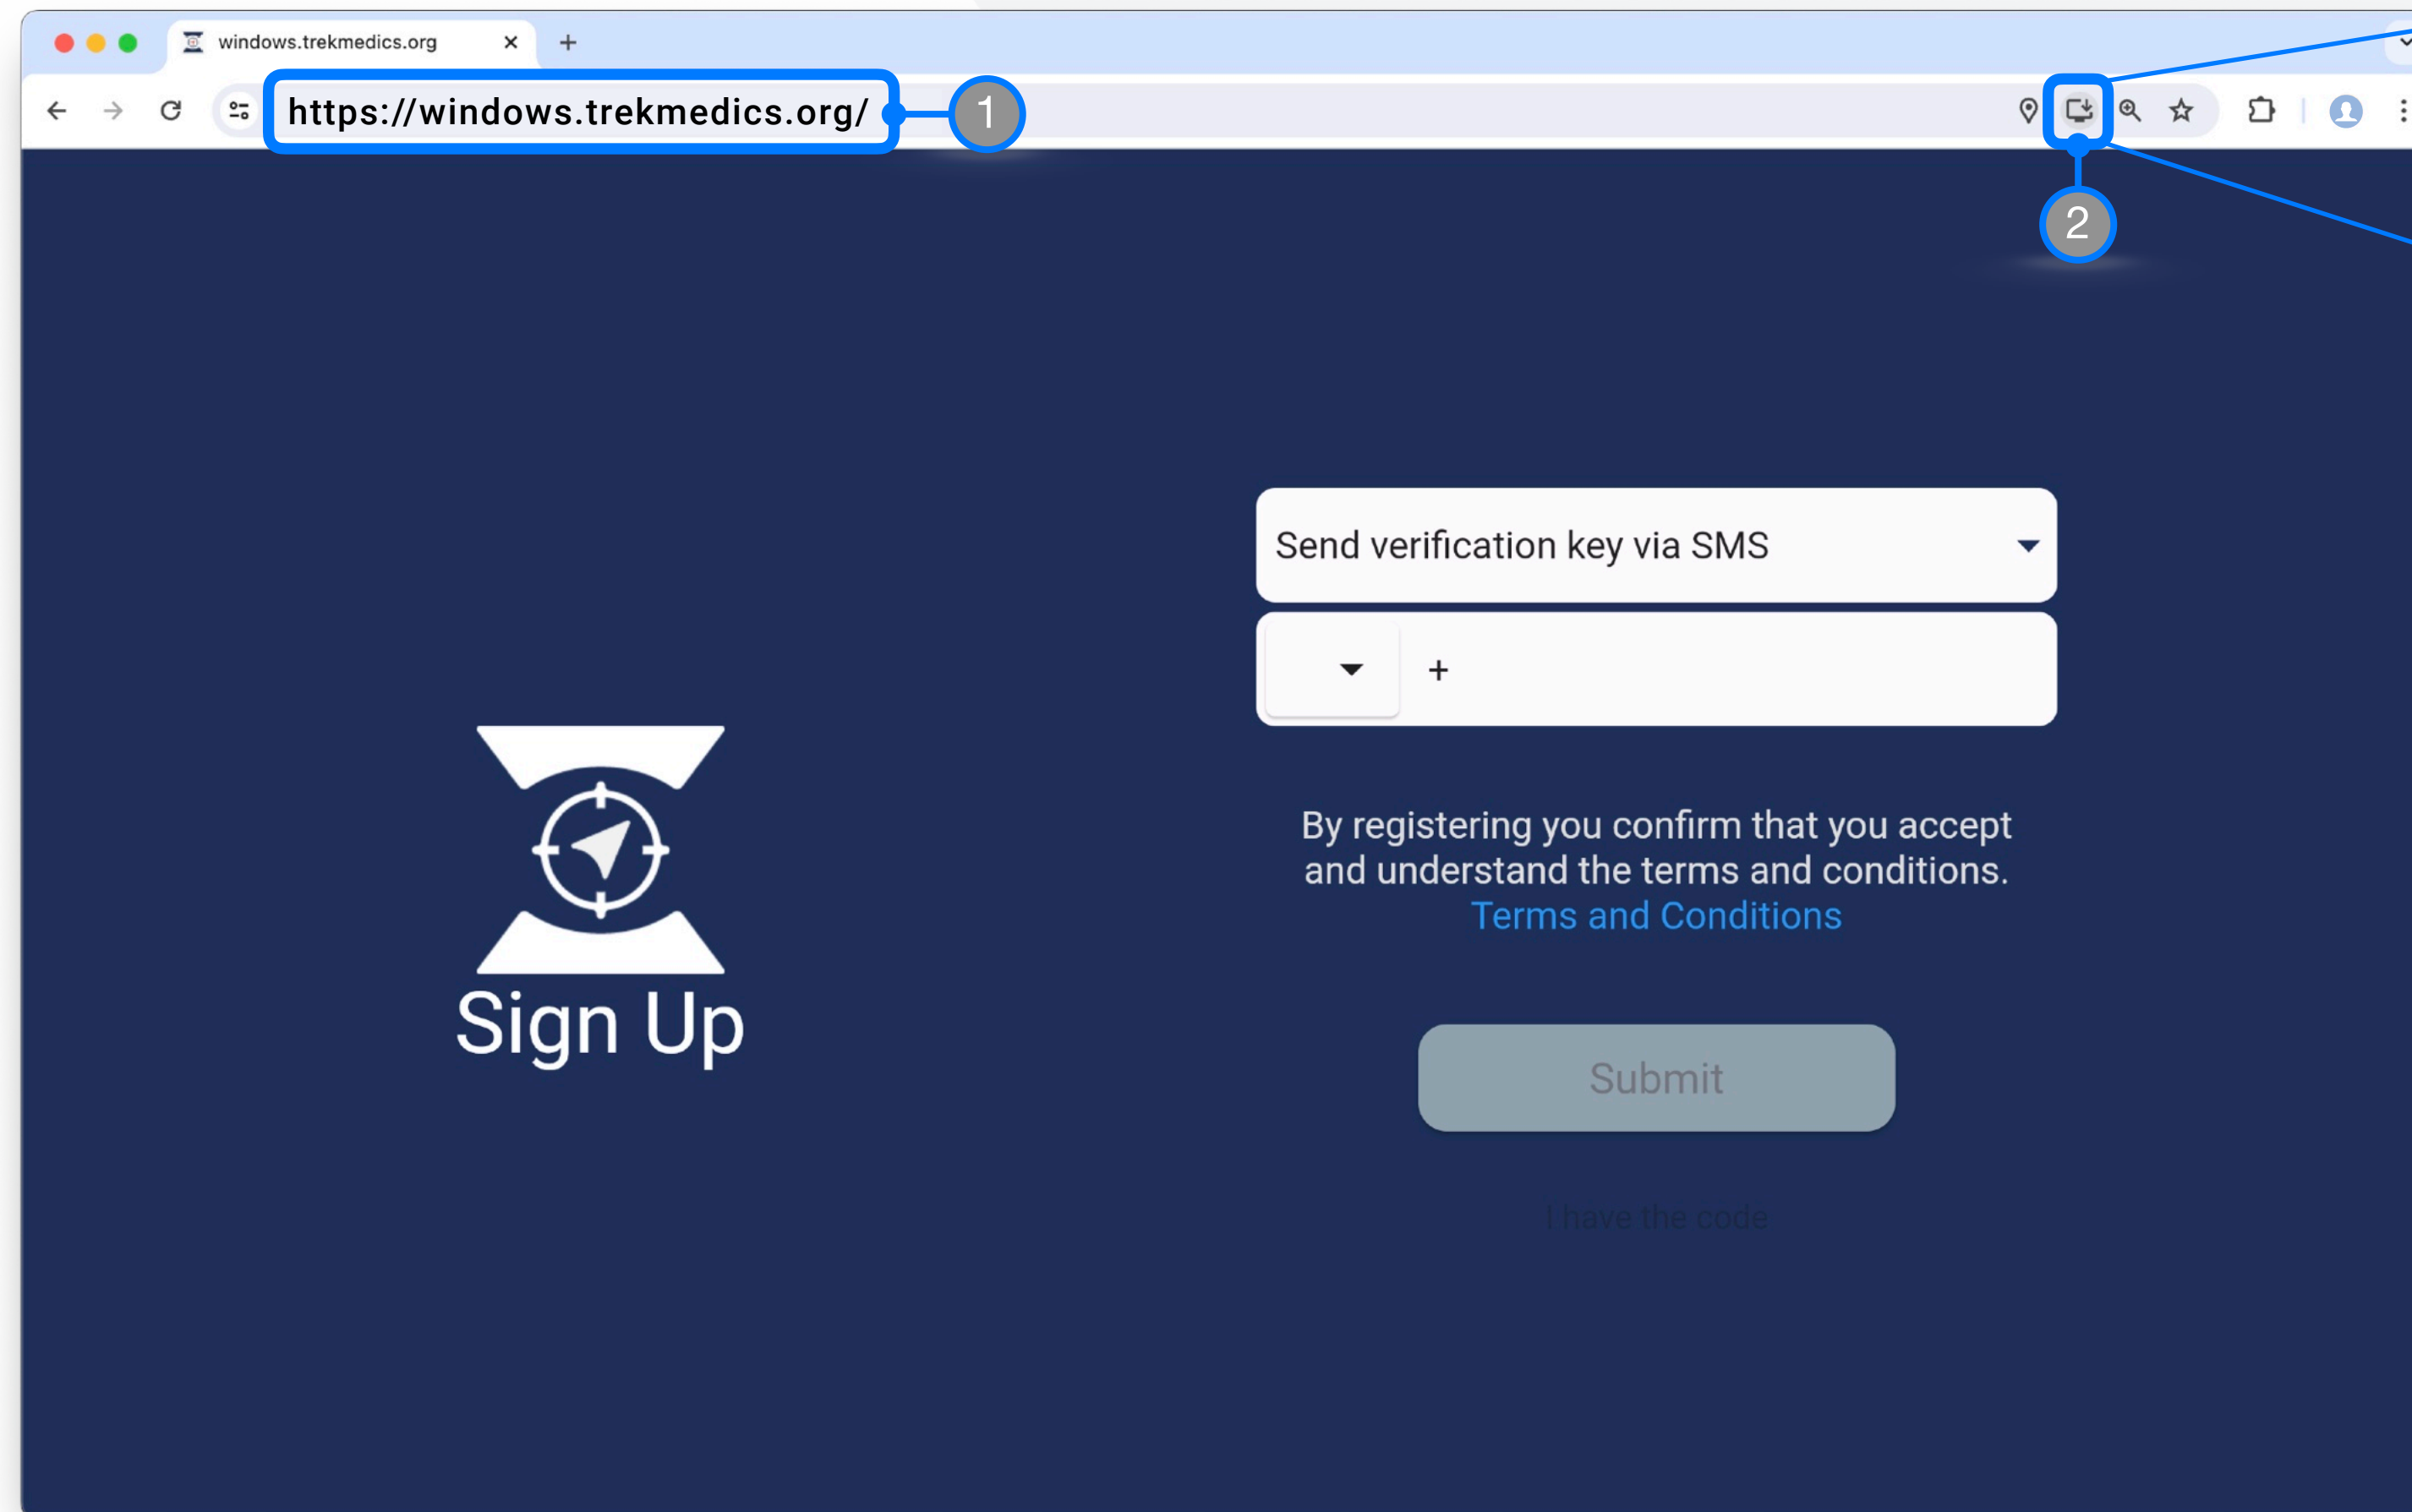 windows.trekmedics.org
https://windows.trekmedics.org/
1
2
Send verification key via SMS
+
By registering you confirm that you accept
and understand the terms and conditions.
Terms and Conditions
Sign Up
Submit
I have the code